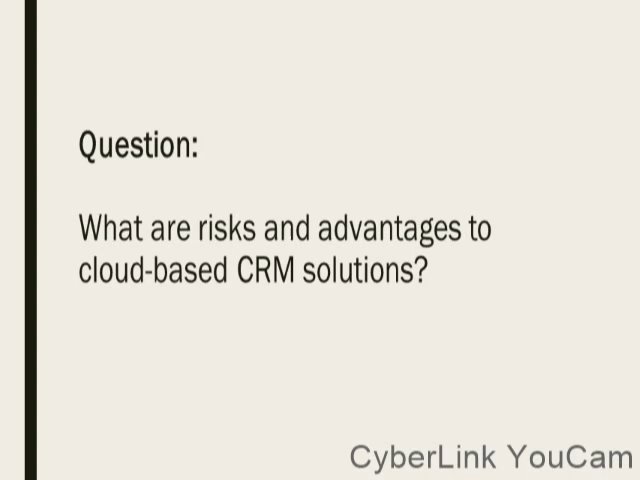 Question:
What are risks and advantages to
cloud-based CRM solutions?
CyberLink YouCam